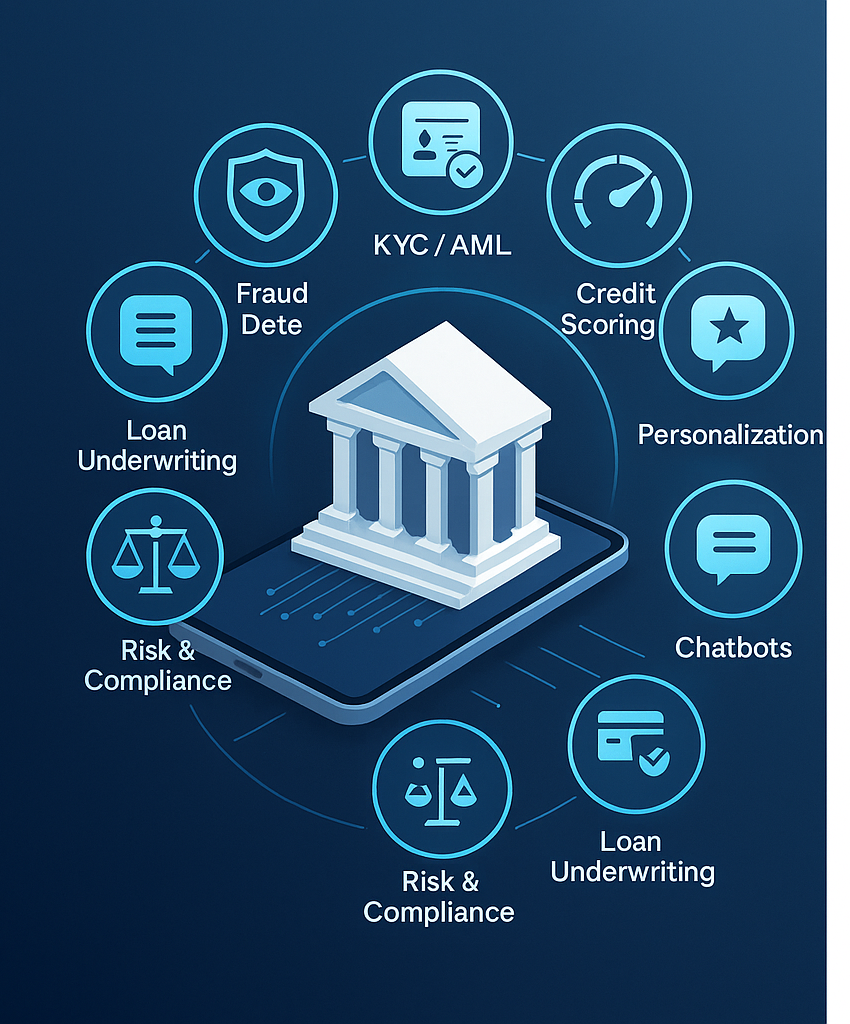 KYC / AML
Fraud
Dete
Credit
Scoring
Loan
Underwriting
Personalization
Risk &
Compliance
Chatbots
Loan
Underwriting
Risk &
Compliance